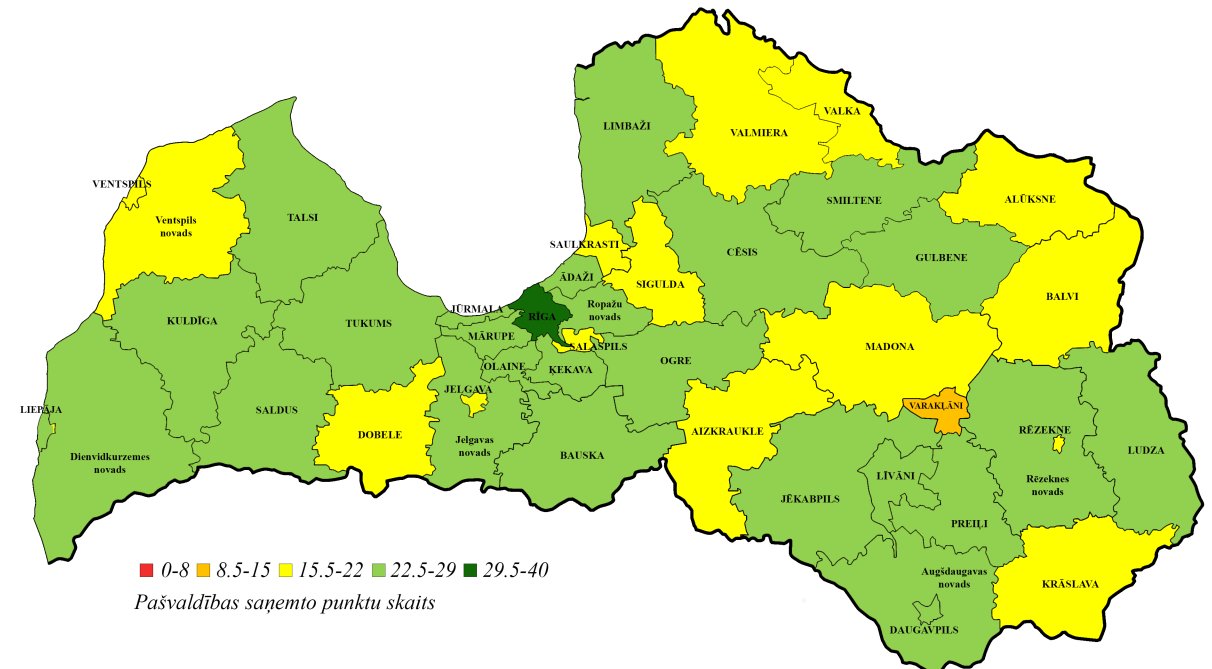 LIMBAŽI
VALMIERA
VALKA
VENTSPILS
Ventspils
novads
TALSI
SMILTENE
ALŪKSNE
SAULKRASTI
CĒSIS
GULBENE
ĀDAŽI
SIGULDA
BALVI
JŪRMALA
RĪGA
Ropažu
novads
KULDĪGA
TUKUMS
MĀRUPE
SALASPILS
MADONA
OLAINE
ĶEKAVA
OGRE
JELGAVA
LIEPĀJA
SALDUS
VARAKĻĀNI
DOBELE
Jelgavas
novads
AIZKRAUKLE
RĒZEKNE
LUDZA
Dienvidkurzemes
novads
BAUSKA
LĪVĀNI
Rēzeknes
novads
JĒKABPILS
PREIĻI
Augšdaugavas
novads
KRĀSLAVA
DAUGAVPILS
0-8 8.5-15 15.5-22 22.5-29 29.5-40
Pašvaldības saņemto punktu skaits